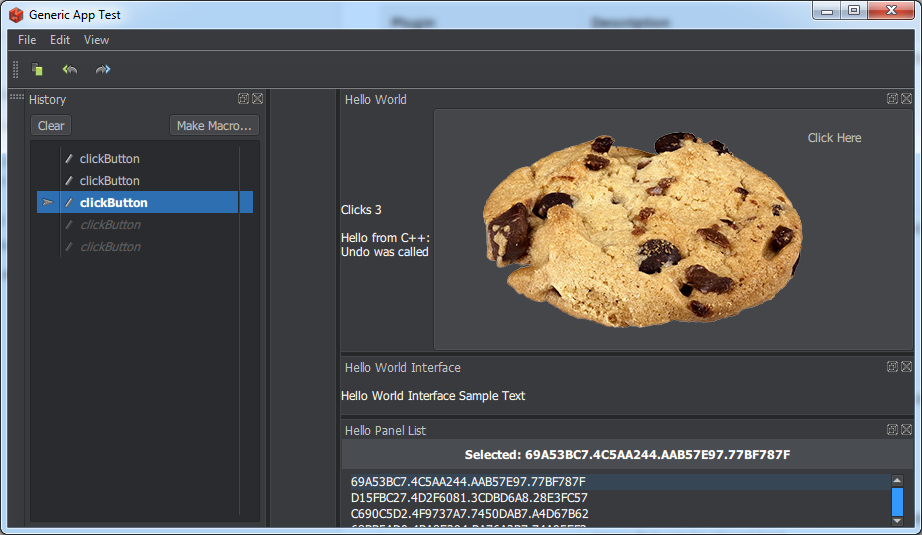 Plugin
Description
Generic App Test
File Edit View
History
Clear
Make Macro...
clickButton
clickButton
clickButton
clickButton
clickButton
Hello World
Clicks 3
Hello from C++:
Undo was called
Click Here
Hello World Interface
Hello World Interface Sample Text
Hello Panel List
Selected: 69A53BC7.4C5AA244.AAB57E97.77BF787F
69A53BC7.4C5AA244.AAB57E97.77BF787F
D15FBC27.4D2F6081.3CDBD6A8.28E3FC57
C690C5D2.4F9737A7.7450DAB7.A4D67B62